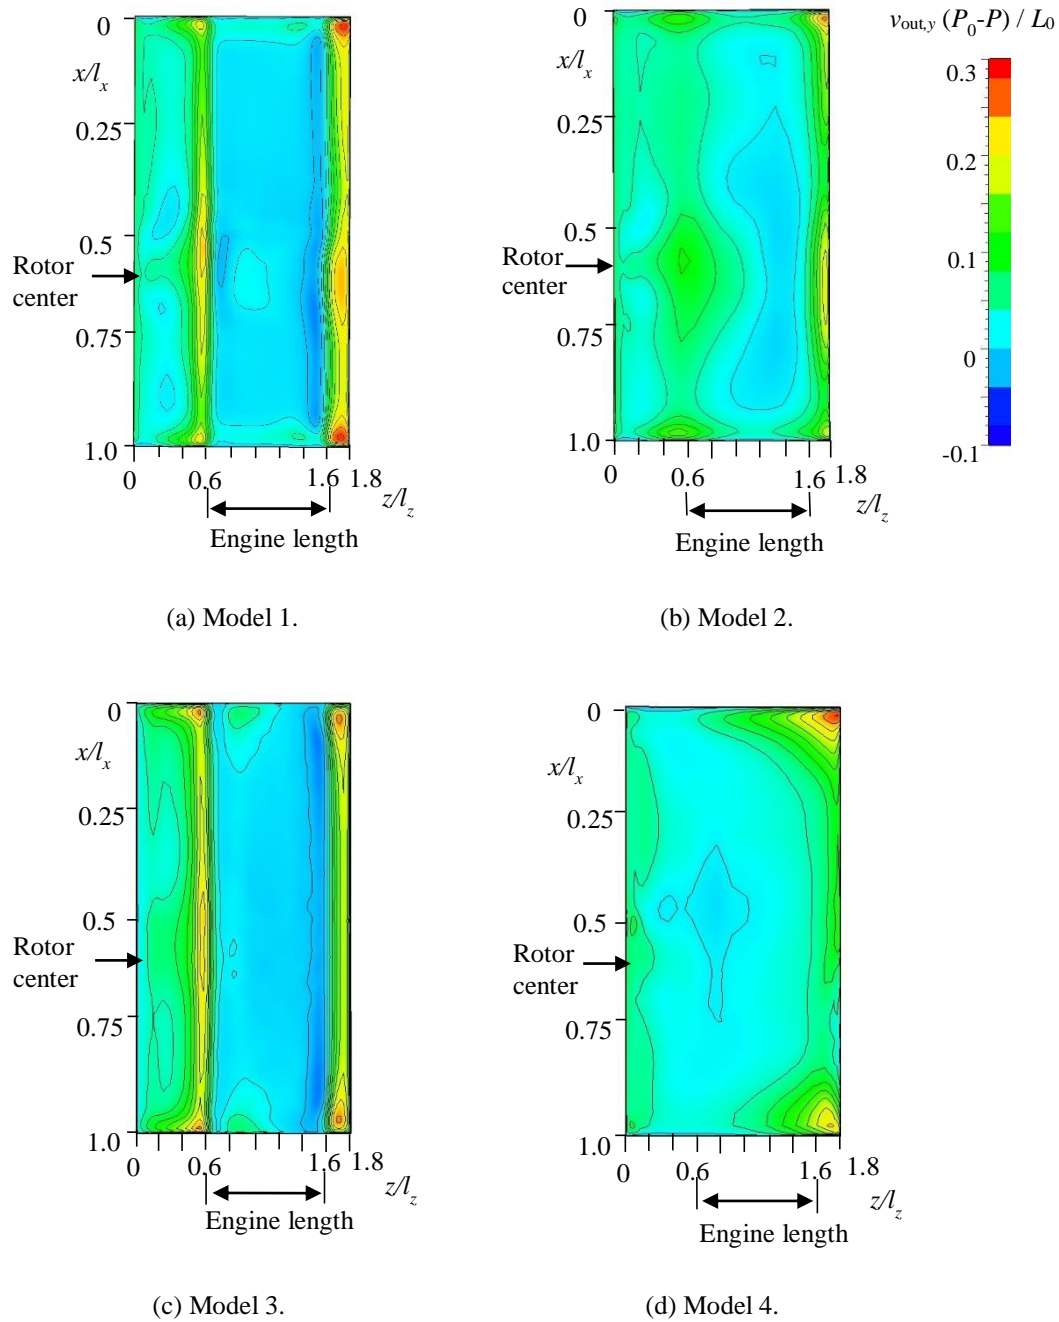 0
x/l_x
0.25
0.5
Rotor
center
0.75
1.0
0 0.6 1.6 1.8
z/l_z
Engine length
(a) Model 1.
0
x/l_x
0.25
0.5
Rotor
center
0.75
1.0
0 0.6 1.6 1.8
z/l_z
Engine length
(b) Model 2.
v_out,y (P_0-P) / L_0
0.3
0.2
0.1
0
-0.1
0
x/l_x
0.25
0.5
Rotor
center
0.75
1.0
0 0.6 1.6 1.8
z/l_z
Engine length
(c) Model 3.
0
x/l_x
0.25
0.5
Rotor
center
0.75
1.0
0 0.6 1.6 1.8
z/l_z
Engine length
(d) Model 4.